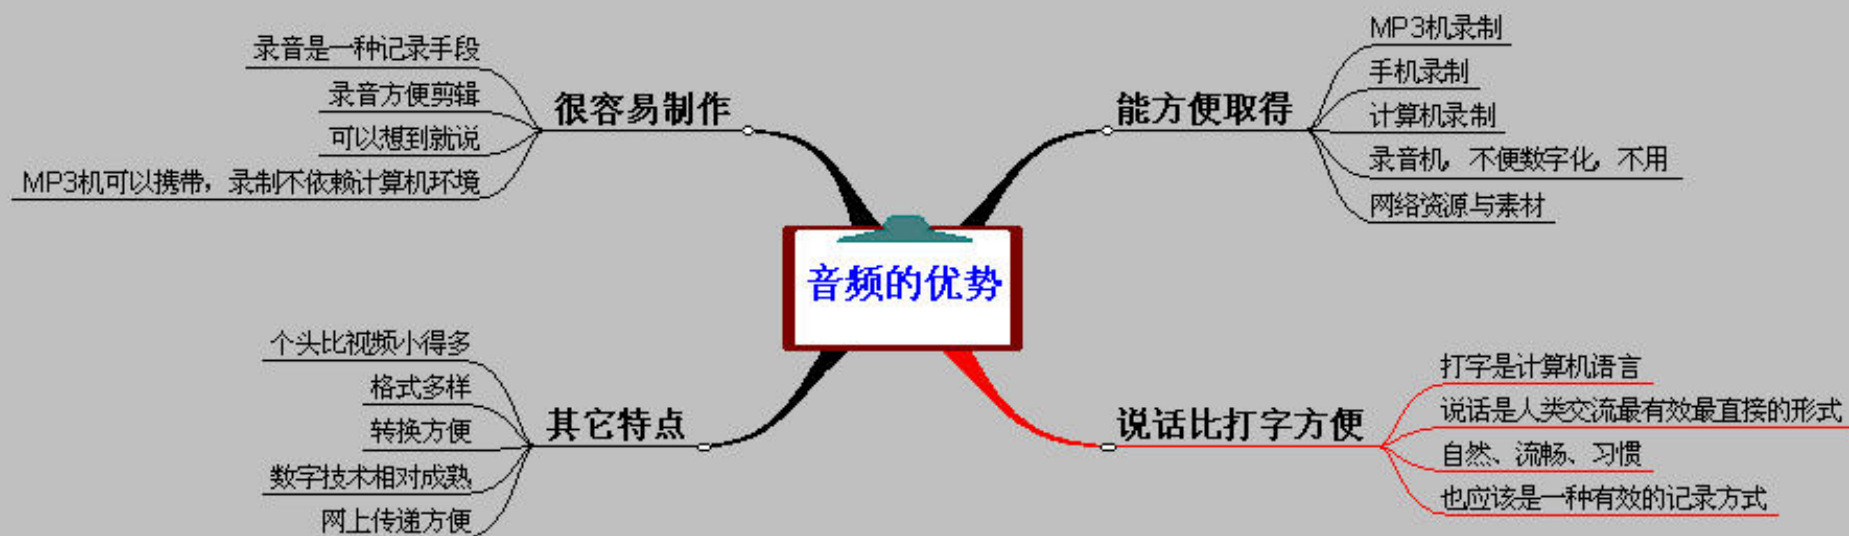 音频的优势
很容易制作
录音是一种记录手段
录音方便剪辑
可以想到就说
MP3机可以携带，录制不依赖计算机环境
能方便取得
MP3机录制
手机录制
计算机录制
录音机，不便数字化，不用
网络资源与素材
其它特点
个头比视频小得多
格式多样
转换方便
数字技术相对成熟
网上传递方便
说话比打字方便
打字是计算机语言
说话是人类交流最有效最直接的形式
自然、流畅、习惯
也应该是一种有效的记录方式